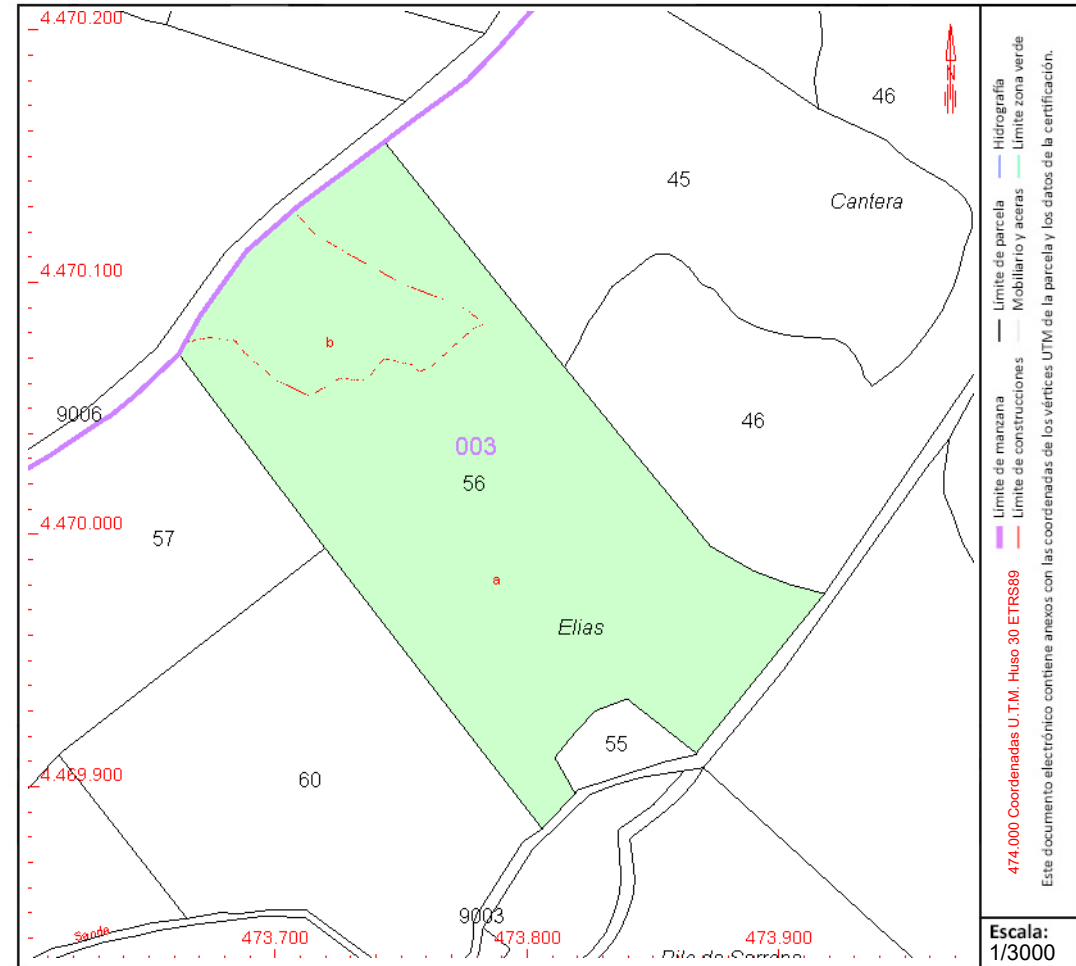 4.470.200
46
45
Cantera
4.470.100
b
9006
46
003
56
4.470.000
57
a
Elias
55
4.469.900
60
9003
Senda
473.700
473.800
473.900
N
Hidrografía
Límite zona verde
Límite de parcela
Mobiliario y aceras
Límite de manzana
Límite de construcciones
474.000 Coordenadas U.T.M. Huso 30 ETRS89
Este documento electrónico contiene anexos con las coordenadas de los vértices UTM de la parcela y los datos de la certificación.
Escala:
1/3000